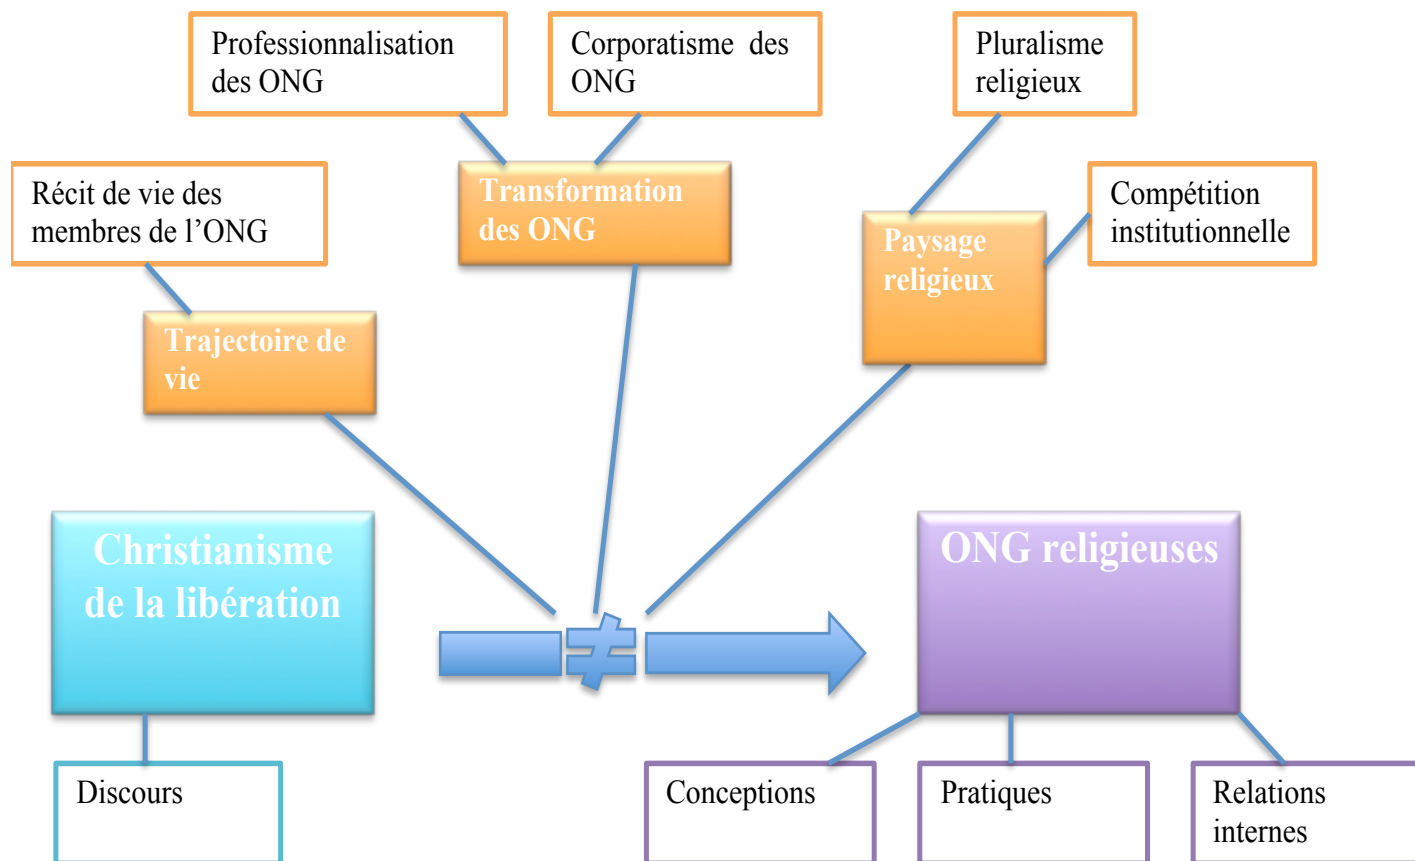 Professionnalisation
des ONG
Corporatisme des
ONG
Pluralisme
religieux
Récit de vie des
membres de l’ONG
Transformation
des ONG
Compétition
institutionnelle
Paysage
religieux
Trajectoire de
vie
Christianisme
de la libération
ONG religieuses
≠
Discours
Conceptions
Pratiques
Relations
internes